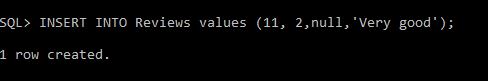 SQL> INSERT INTO Reviews values (11, 2,null,'Very good');
1 row created.